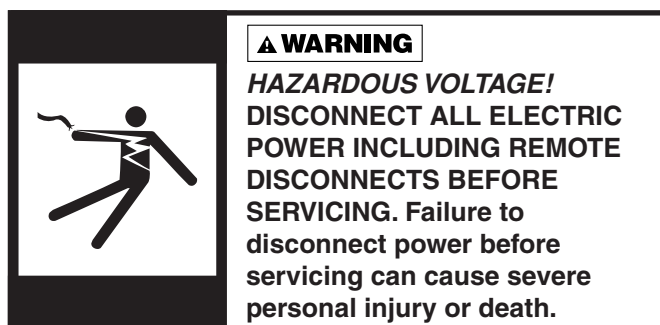 WARNING
HAZARDOUS VOLTAGE!
DISCONNECT ALL ELECTRIC
POWER INCLUDING REMOTE
DISCONNECTS BEFORE
SERVICING. Failure to
disconnect power before
servicing can cause severe
personal injury or death.